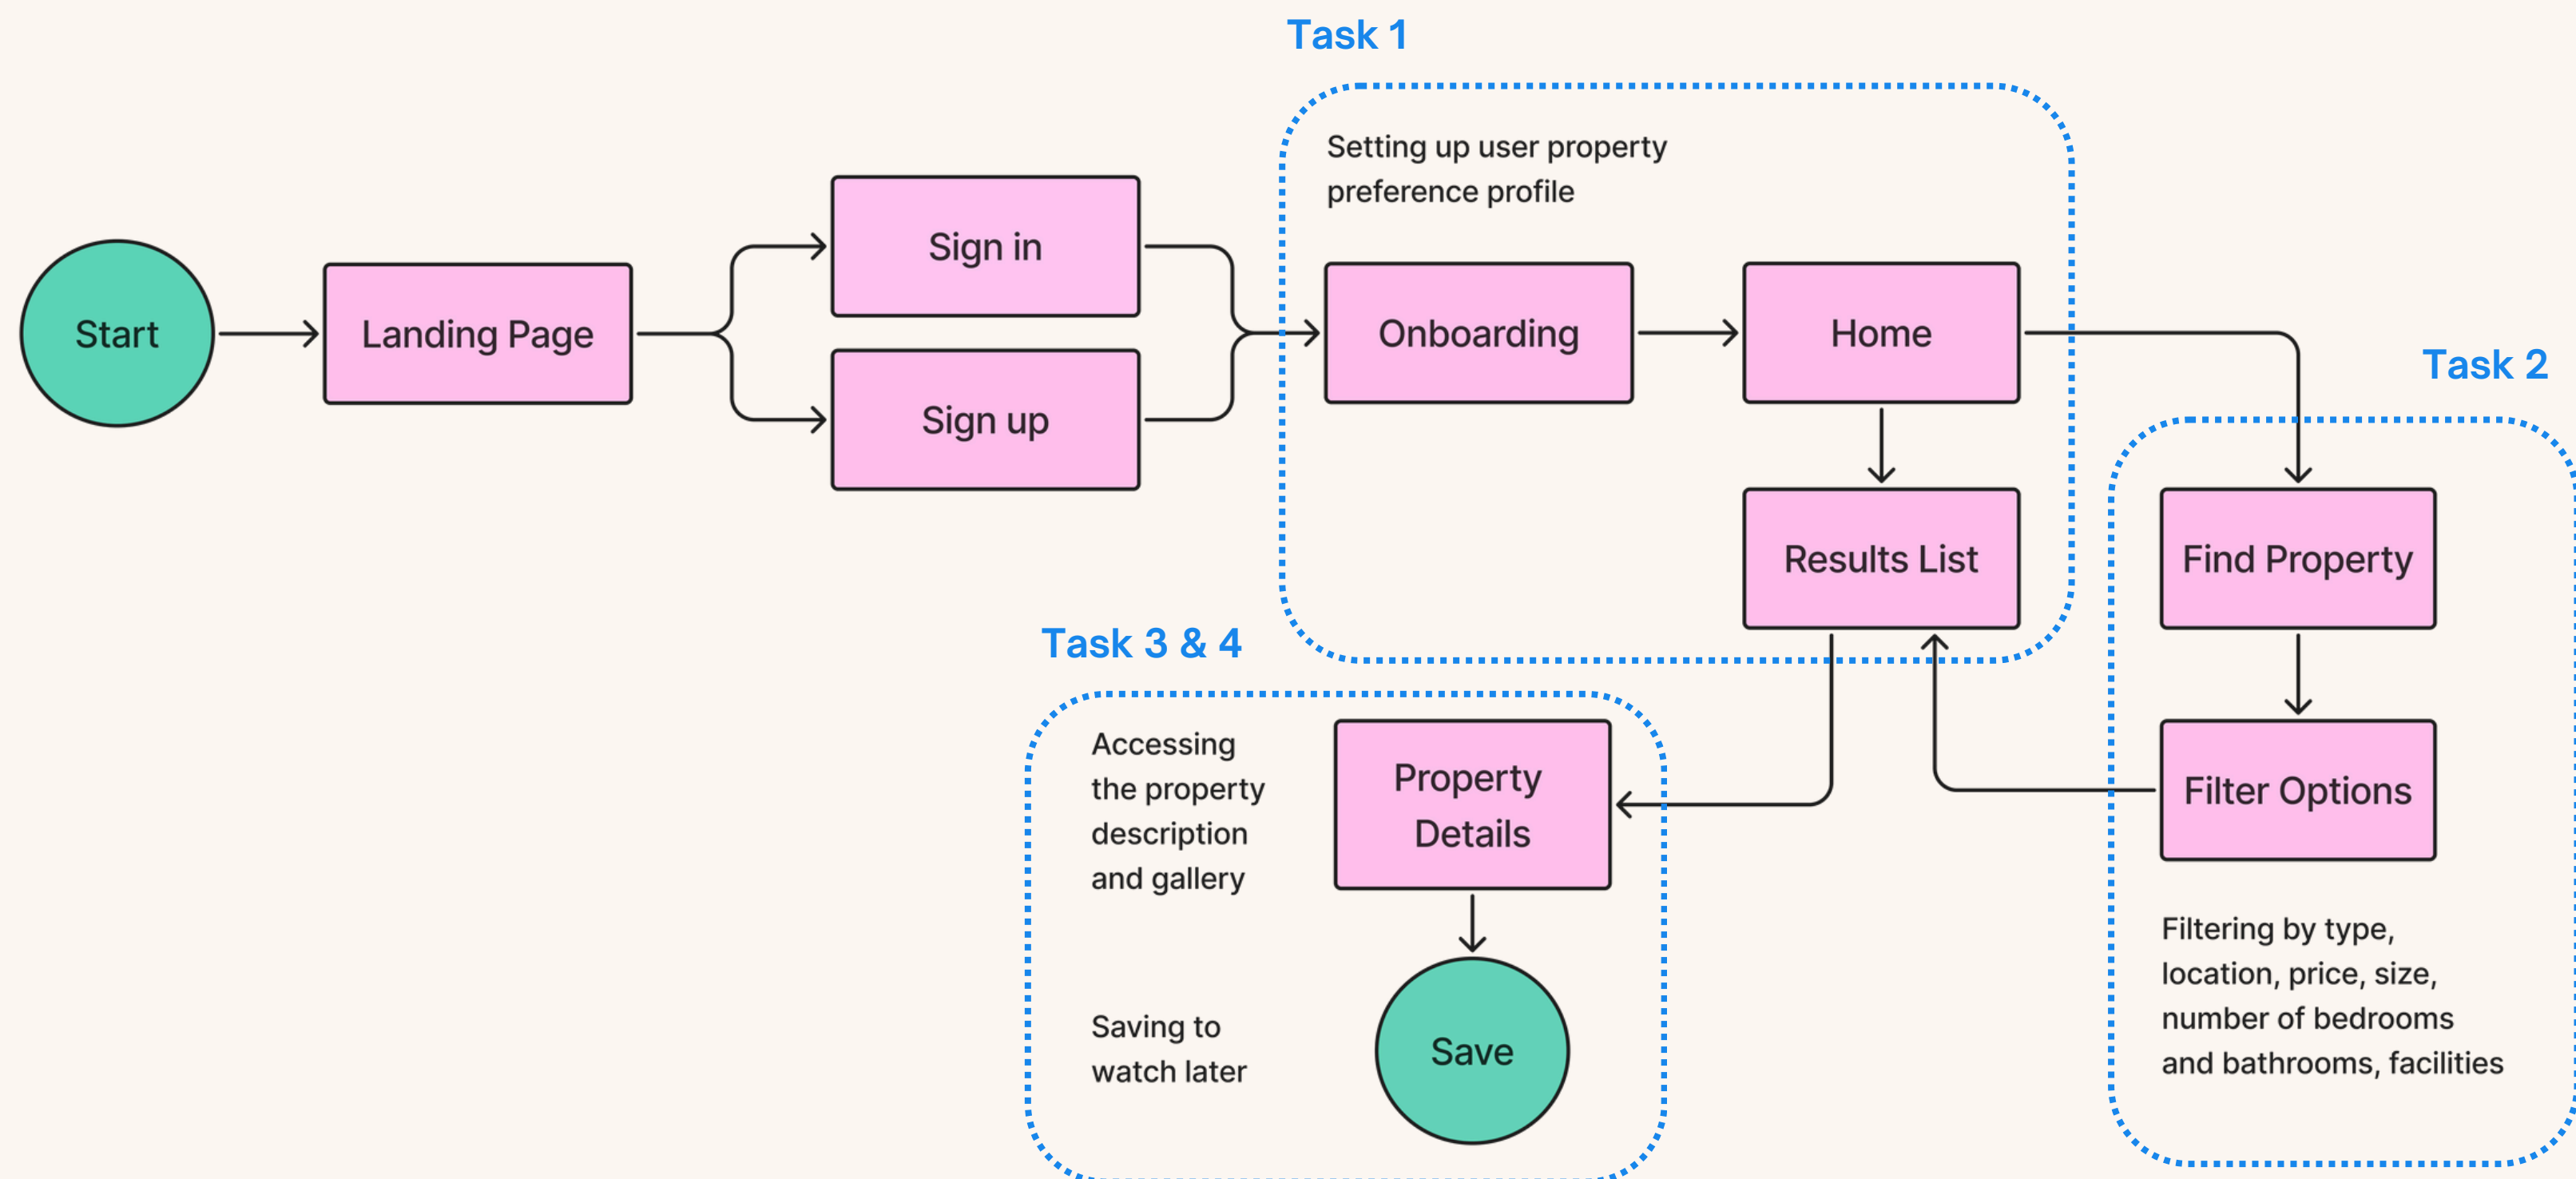 Task 1
Setting up user property
preference profile
Start
Landing Page
Sign in
Sign up
Onboarding
Home
Results List
Task 2
Find Property
Filter Options
Filtering by type,
location, price, size,
number of bedrooms
and bathrooms, facilities
Task 3 & 4
Accessing
the property
description
and gallery
Property
Details
Saving to
watch later
Save